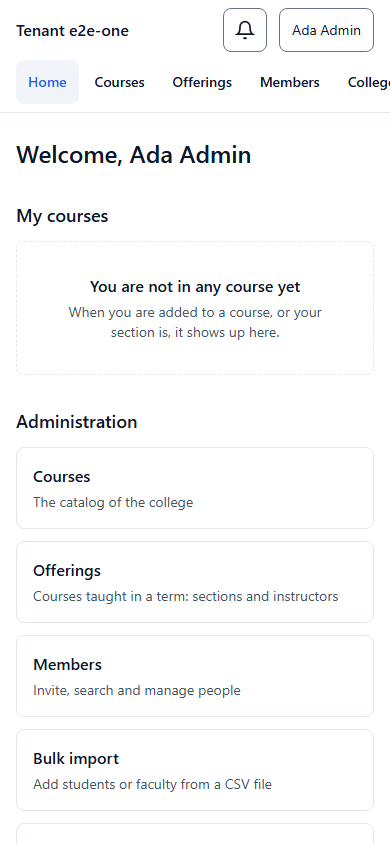 Tenant e2e-one
Ada Admin
Home
Courses
Offerings
Members
Welcome, Ada Admin
My courses
You are not in any course yet
When you are added to a course, or your
section is, it shows up here.
Administration
Courses
The catalog of the college
Offerings
Courses taught in a term: sections and instructors
Members
Invite, search and manage people
Bulk import
Add students or faculty from a CSV file